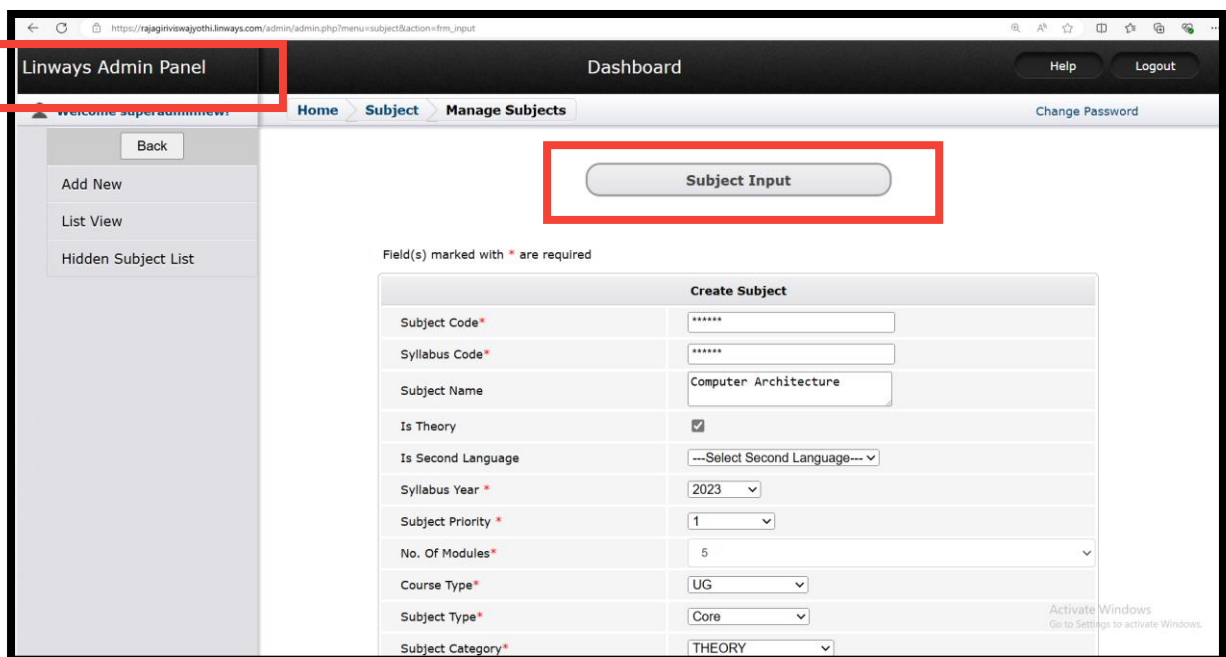 https://rajagiriviswajyothi.linways.com/admin/admin.php?menu=subject&action=frm_input
Linways Admin Panel
Dashboard
Help
Logout
Welcome superadminnew!
Home
Subject
Manage Subjects
Change Password
Back
Add New
List View
Hidden Subject List
Subject Input
Field(s) marked with * are required
Create Subject
Subject Code* ******
Syllabus Code* ******
Subject Name Computer Architecture
Is Theory
Is Second Language ---Select Second Language---
Syllabus Year * 2023
Subject Priority * 1
No. Of Modules* 5
Course Type* UG
Subject Type* Core
Subject Category* THEORY
Activate Windows
Go to Settings to activate Windows.